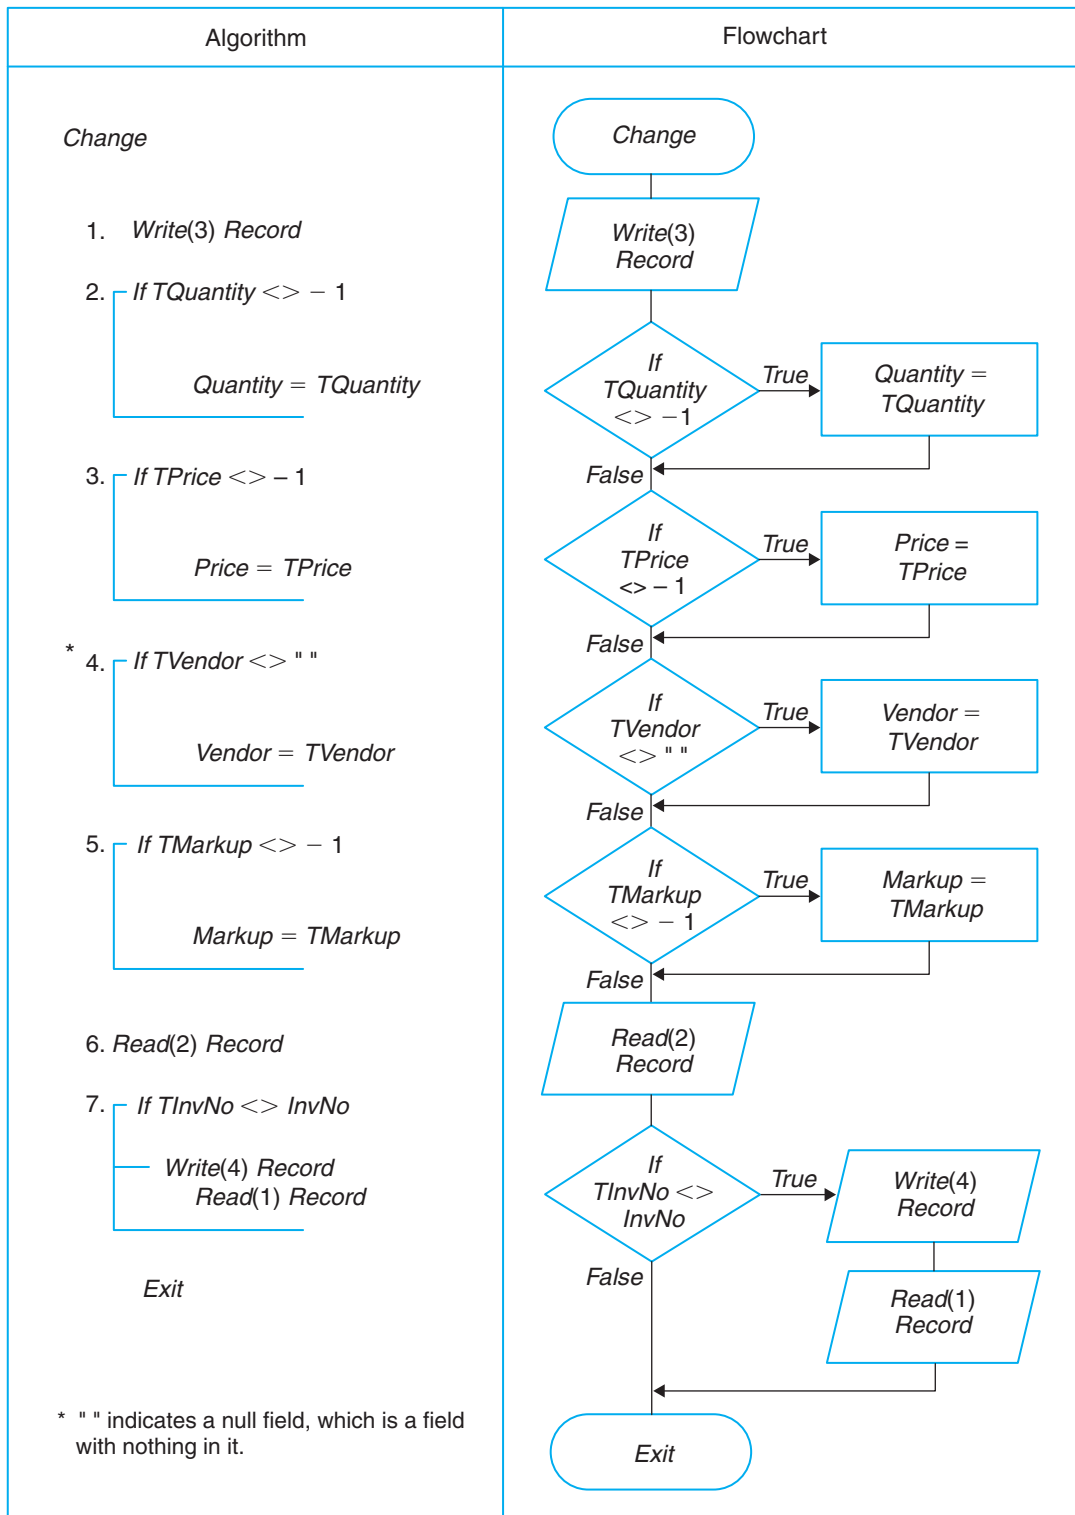 Algorithm
Flowchart
Change
1. Write(3) Record
2. If TQuantity <> − 1
Quantity = TQuantity
3. If TPrice <> – 1
Price = TPrice
* 4. If TVendor <> " "
Vendor = TVendor
5. If TMarkup <> − 1
Markup = TMarkup
6. Read(2) Record
7. If TInvNo <> InvNo
Write(4) Record
Read(1) Record
Exit
* " " indicates a null field, which is a field
with nothing in it.
Change
Write(3)
Record
If
TQuantity
<> −1
True
Quantity =
TQuantity
False
If
TPrice
<> – 1
True
Price =
TPrice
False
If
TVendor
<> " "
True
Vendor =
TVendor
False
If
TMarkup
<> − 1
True
Markup =
TMarkup
False
Read(2)
Record
If
TInvNo <>
InvNo
True
Write(4)
Record
False
Read(1)
Record
Exit